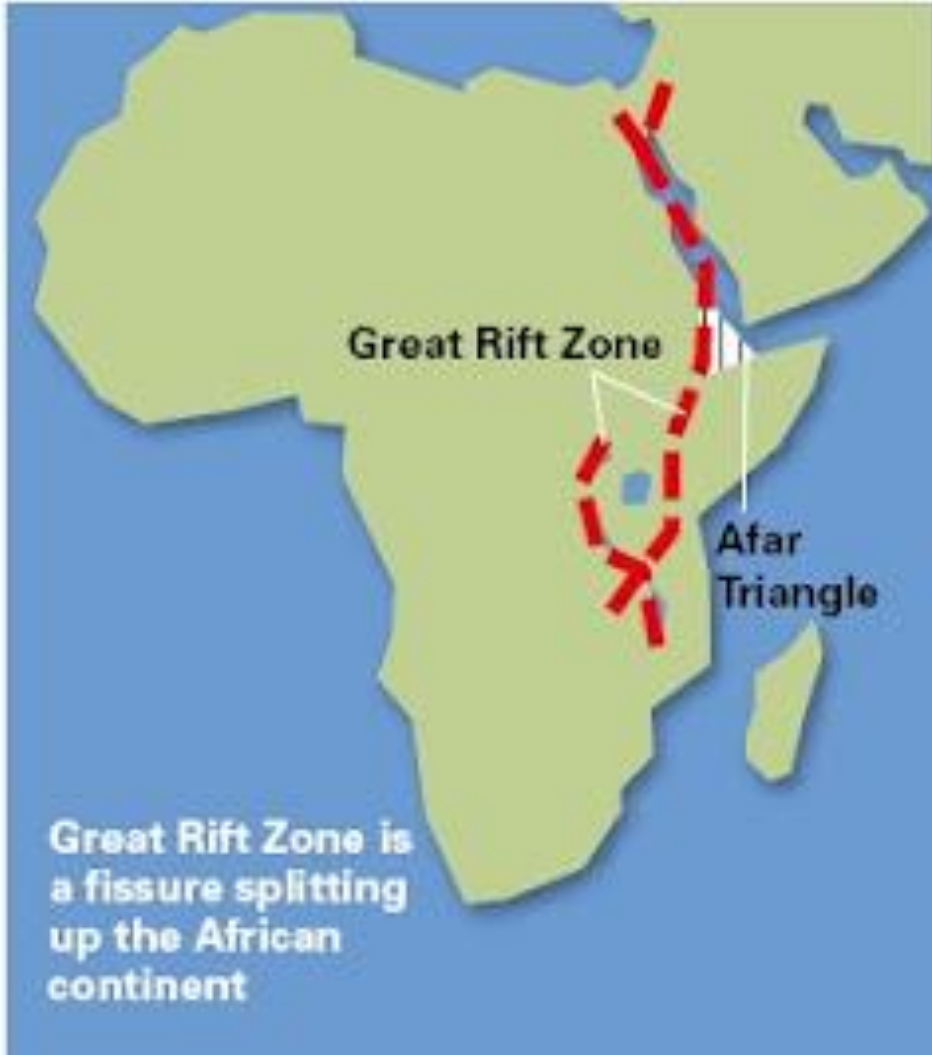 Great Rift Zone
Afar
Triangle
Great Rift Zone is
a fissure splitting
up the African
continent